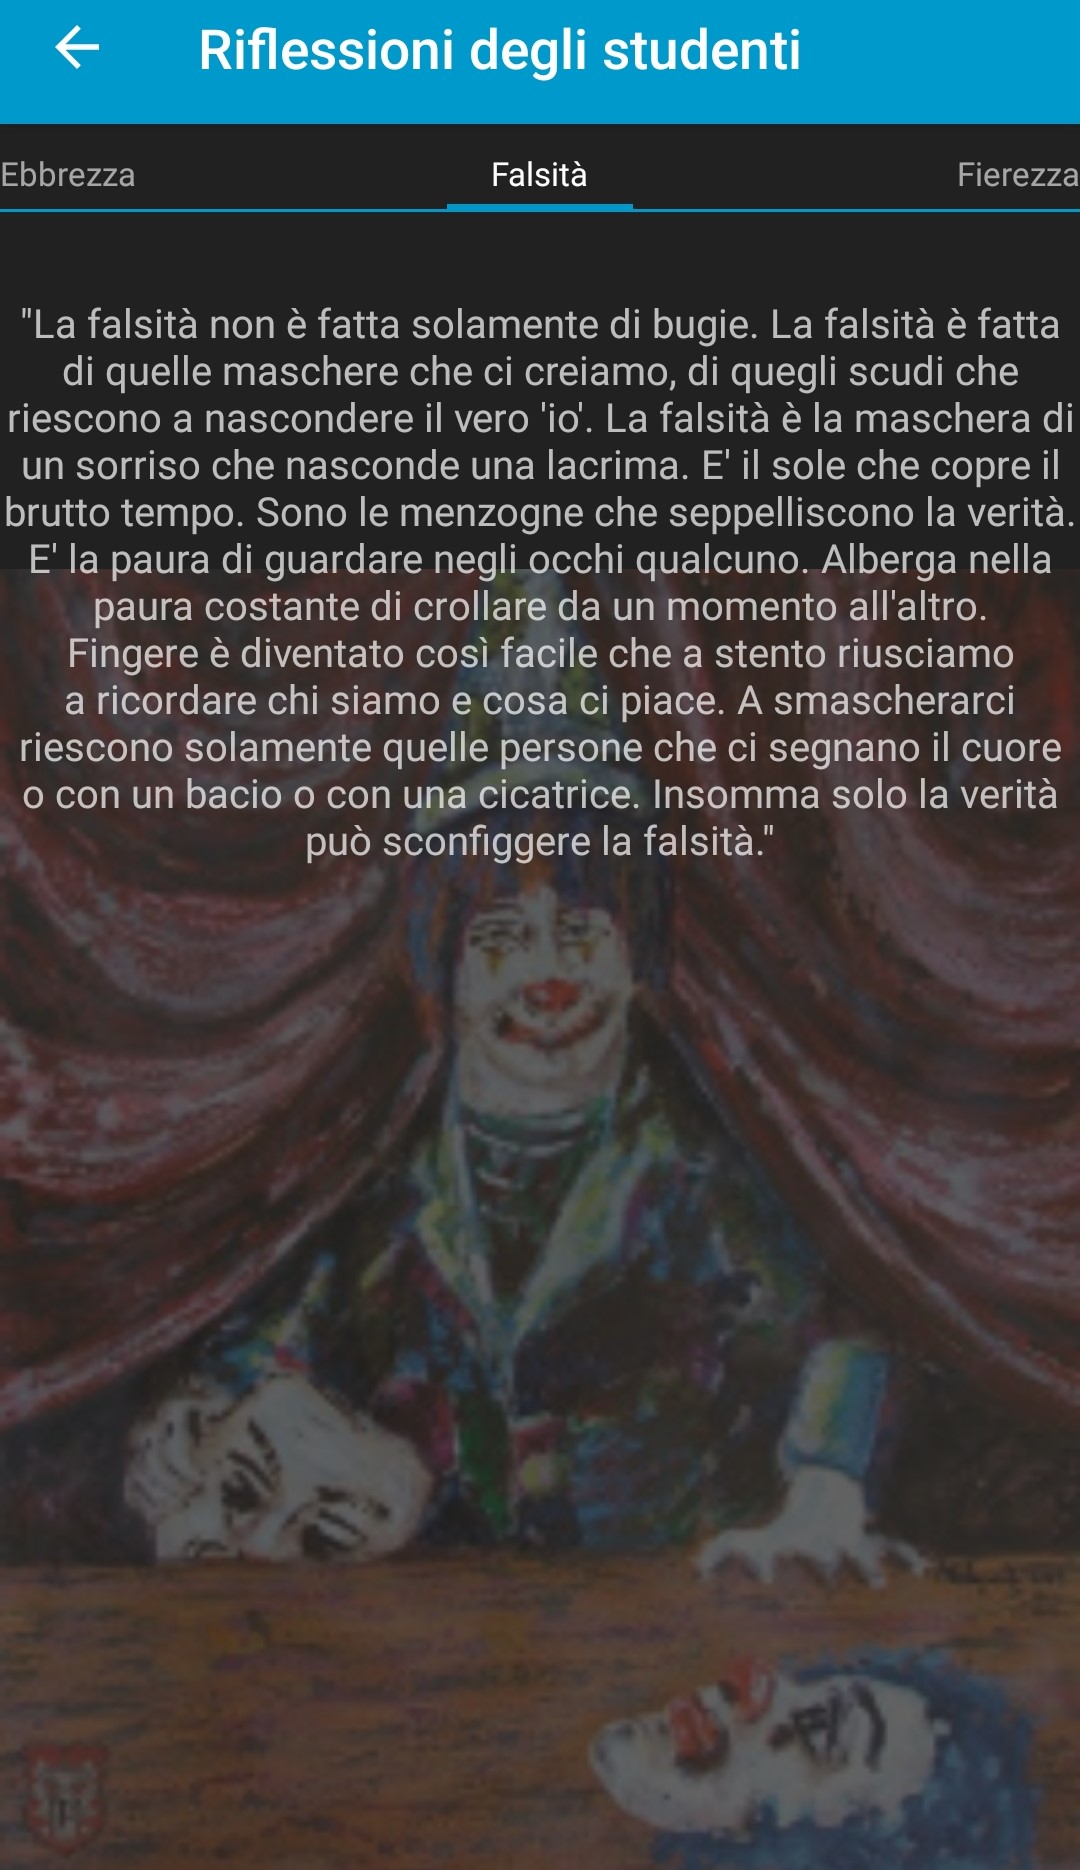 Riflessioni degli studenti
Ebbrezza
Falsità
Fierezza
"La falsità non è fatta solamente di bugie. La falsità è fatta
di quelle maschere che ci creiamo, di quegli scudi che
riescono a nascondere il vero 'io'. La falsità è la maschera di
un sorriso che nasconde una lacrima. E' il sole che copre il
brutto tempo. Sono le menzogne che seppelliscono la verità.
E' la paura di guardare negli occhi qualcuno. Alberga nella
paura costante di crollare da un momento all'altro.
Fingere è diventato così facile che a stento riusciamo
a ricordare chi siamo e cosa ci piace. A smascherarci
riescono solamente quelle persone che ci segnano il cuore
o con un bacio o con una cicatrice. Insomma solo la verità
può sconfiggere la falsità."